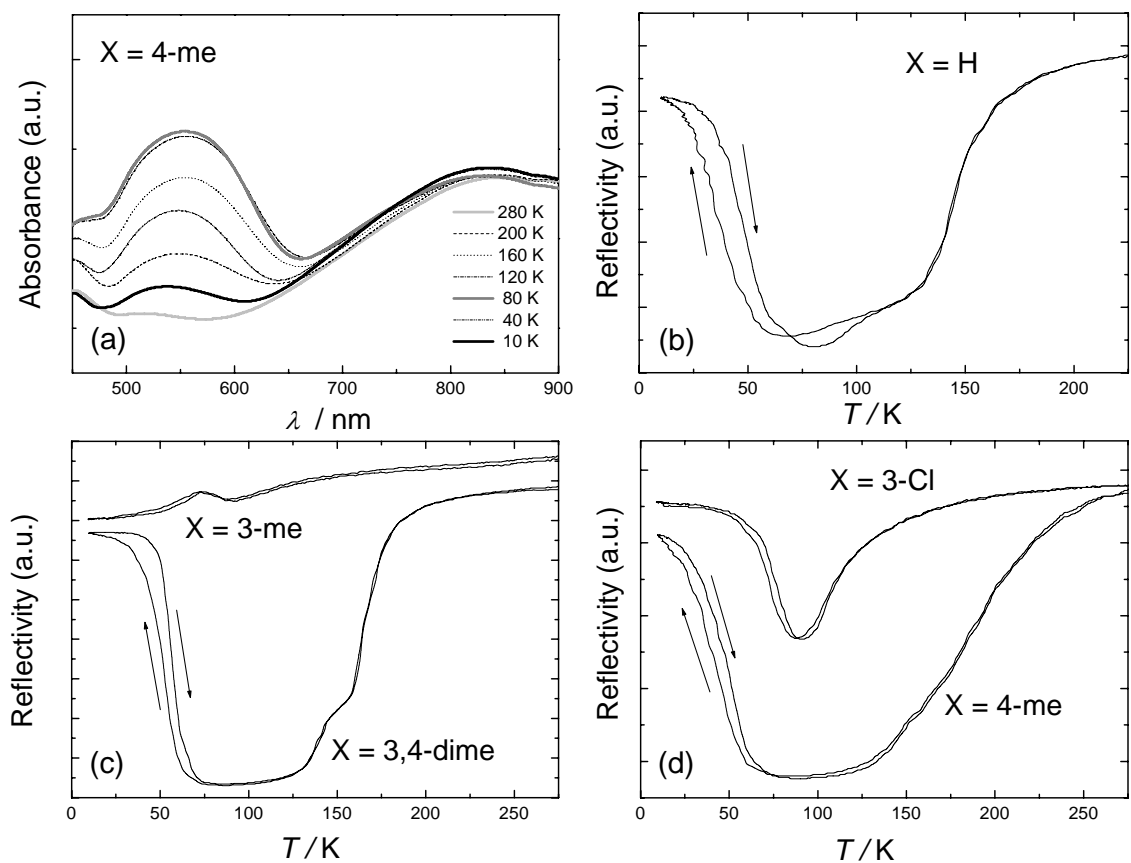 X = 4-me
Absorbance (a.u.)
280 K
200 K
160 K
120 K
80 K
40 K
10 K
(a)
500 600 700 800 900
λ / nm
X = H
Reflectivity (a.u.)
(b)
0 50 100 150 200
T / K
X = 3-me
Reflectivity (a.u.)
X = 3,4-dime
(c)
0 50 100 150 200 250
T / K
X = 3-Cl
Reflectivity (a.u.)
X = 4-me
(d)
0 50 100 150 200 250
T / K